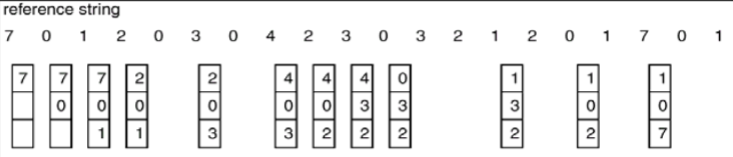 reference string
7 0 1 2 0 3 0 4 2 3 0 3 2 1 2 0 1 7 0 1
7 7 7 2 2 4 4 4 0 1 1 1
0 0 0 0 0 0 3 3 3 0 0
1 1 3 3 2 2 2 2 2 7